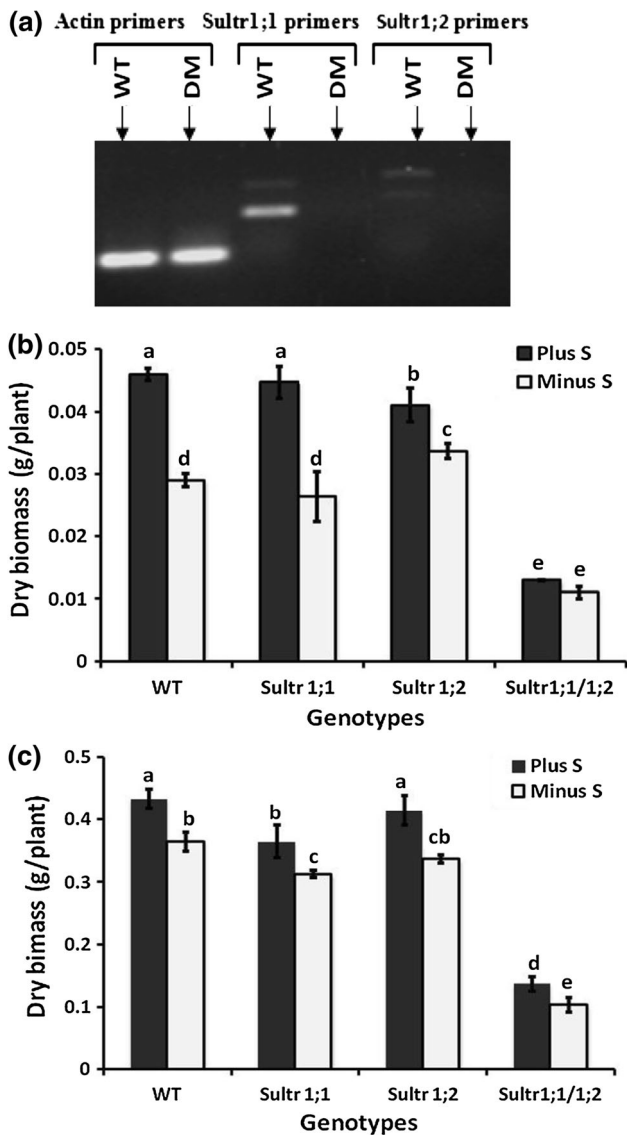 (a) Actin primers Sultr1;1 primers Sultr1;2 primers
WT DM WT DM WT DM
(b)
0.05
0.04
0.03
0.02
0.01
0
Dry biomass (g/plant)
a
d
a
d
b
c
e e
Plus S
Minus S
WT Sultr 1;1 Sultr 1;2 Sultr1;1/1;2
Genotypes
(c)
0.5
0.4
0.3
0.2
0.1
0
Dry bimass (g/plant)
a
b
b
c
a
cb
d
e
Plus S
Minus S
WT Sultr 1;1 Sultr 1;2 Sultr1;1/1;2
Genotypes